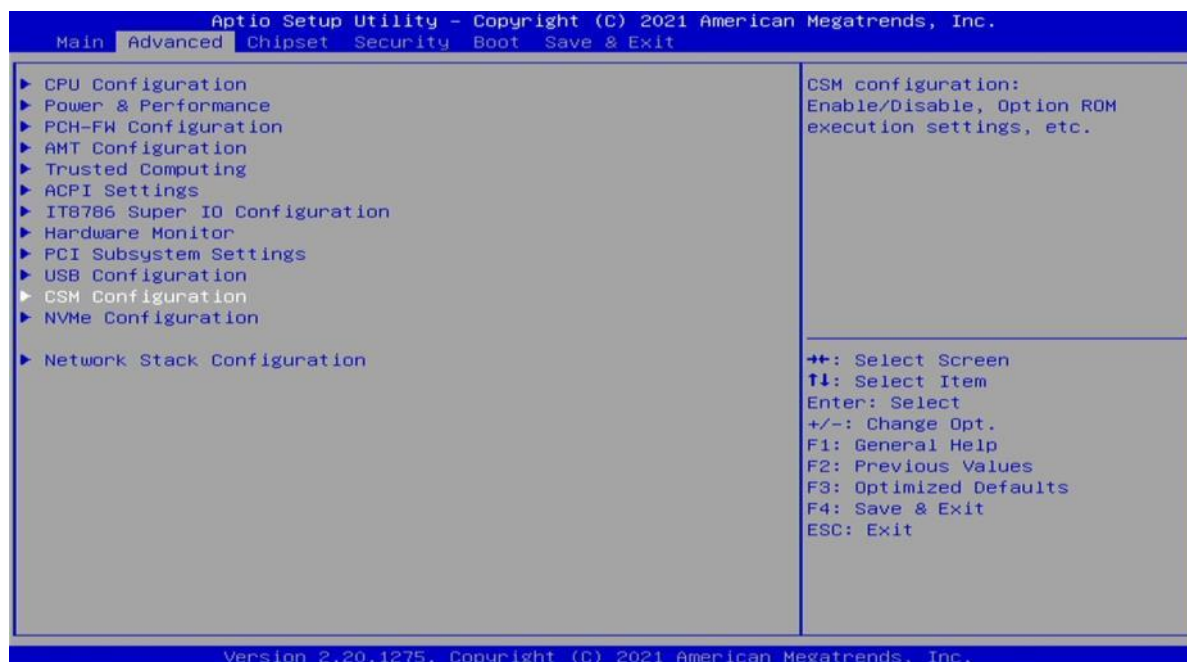 Aptio Setup Utility – Copyright (C) 2021 American Megatrends, Inc.
Main Advanced Chipset Security Boot Save & Exit
► CPU Configuration
► Power & Performance
► PCH-FW Configuration
► AMT Configuration
► Trusted Computing
► ACPI Settings
► IT8786 Super IO Configuration
► Hardware Monitor
► PCI Subsystem Settings
► USB Configuration
► CSM Configuration
► NVMe Configuration
► Network Stack Configuration
CSM configuration:
Enable/Disable, Option ROM
execution settings, etc.
→←: Select Screen
↑↓: Select Item
Enter: Select
+/-: Change Opt.
F1: General Help
F2: Previous Values
F3: Optimized Defaults
F4: Save & Exit
ESC: Exit
Version 2.20.1275. Copyright (C) 2021 American Megatrends, Inc.